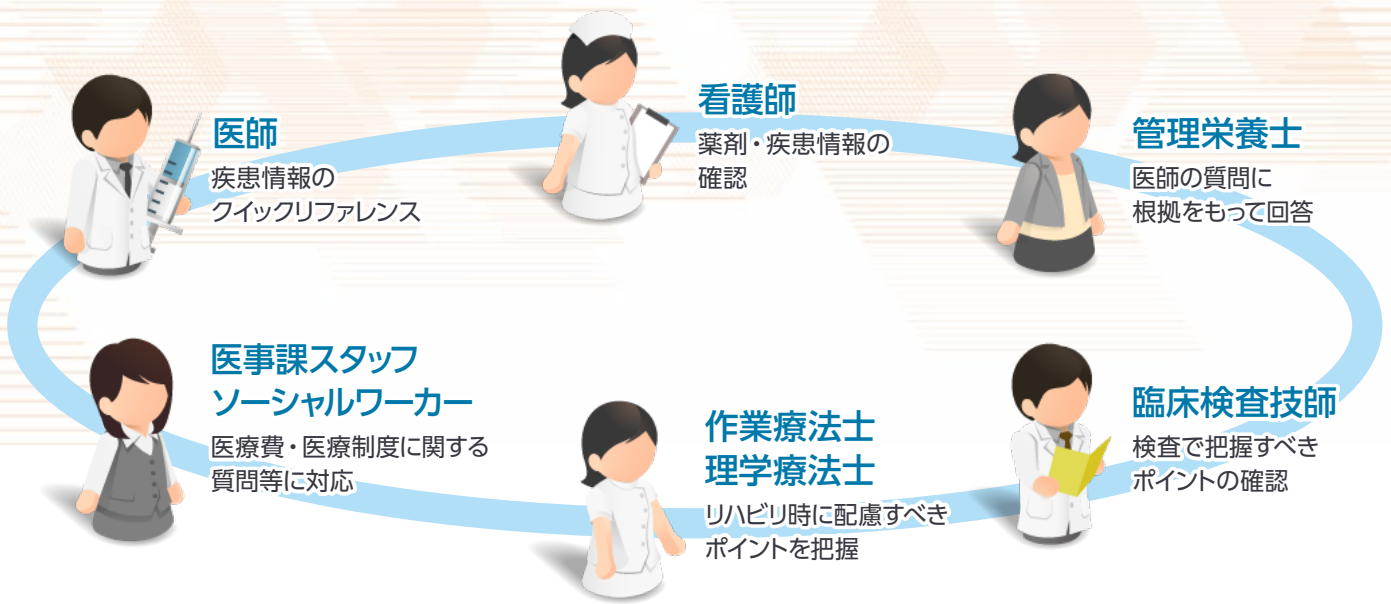 医師
疾患情報の
クイックリファレンス
看護師
薬剤・疾患情報の
確認
管理栄養士
医師の質問に
根拠をもって回答
医事課スタッフ
ソーシャルワーカー
医療費・医療制度に関する
質問等に対応
作業療法士
理学療法士
リハビリ時に配慮すべき
ポイントを把握
臨床検査技師
検査で把握すべき
ポイントの確認